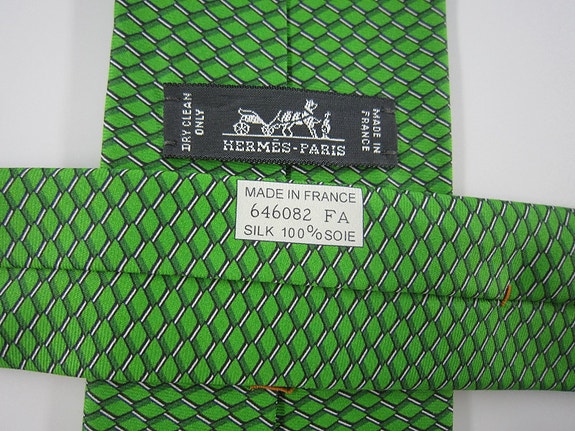 DRY CLEAN
ONLY
HERMÈS-PARIS
MADE IN
FRANCE
MADE IN FRANCE
646082 FA
SILK 100% SOIE